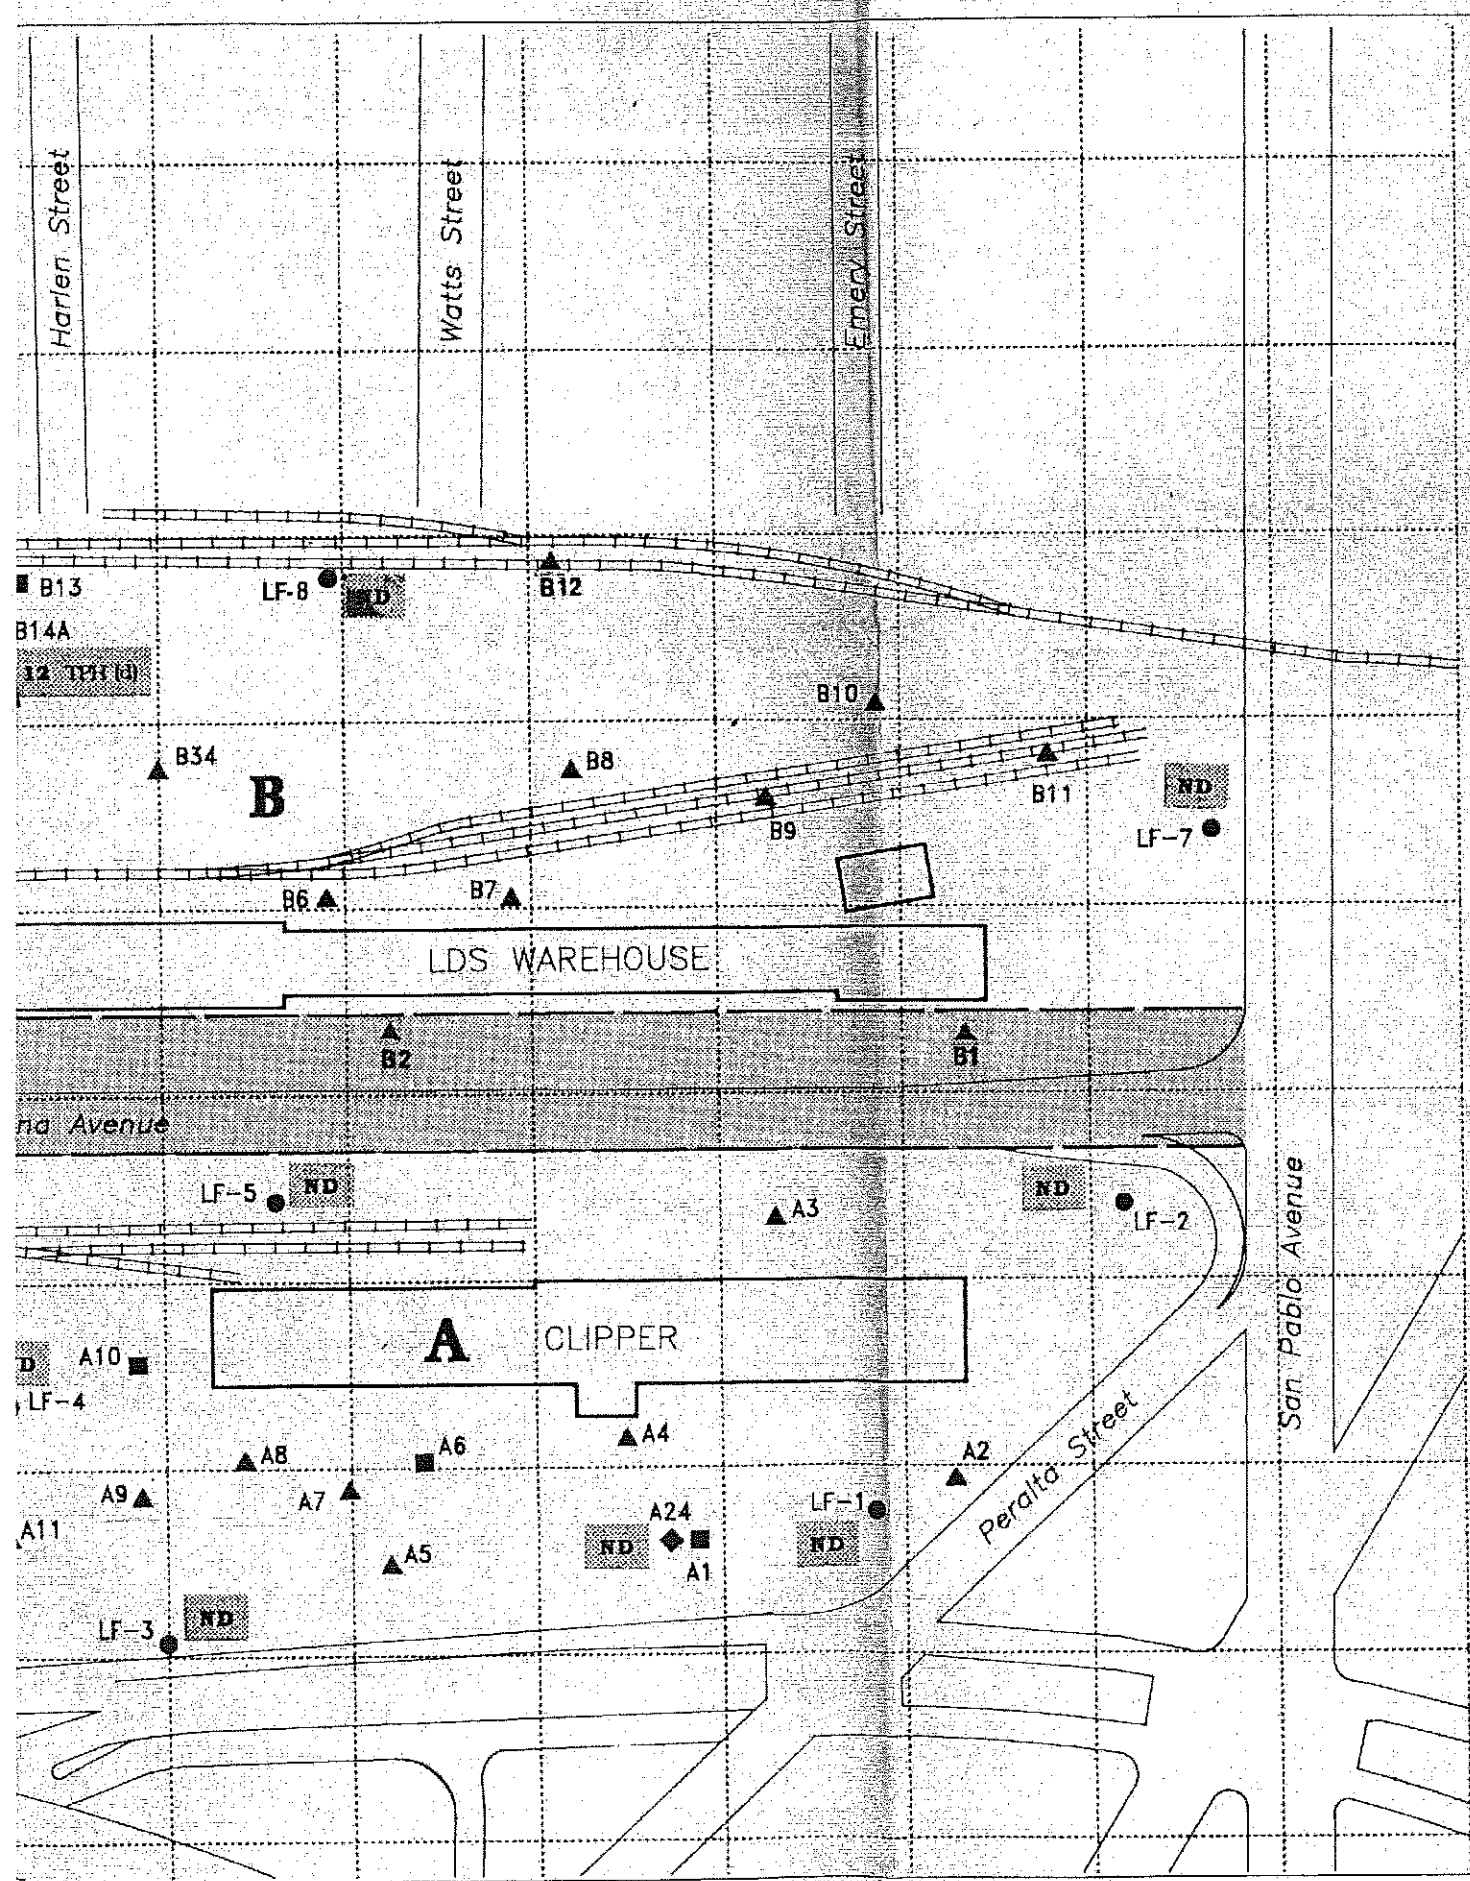 Harlen Street
Watts Street
Emery Street
B13
LF-8
ND
B12
B14A
12 TPH (d)
B10
B34
B
B8
B9
B11
ND
LF-7
B6
B7
LDS WAREHOUSE
B2
B1
na Avenue
LF-5
ND
A3
ND
LF-2
San Pablo Avenue
A
CLIPPER
D
A10
LF-4
A4
Peralta Street
A8
A6
A2
A9
A7
LF-1
A11
A24
ND
ND
A5
A1
LF-3
ND